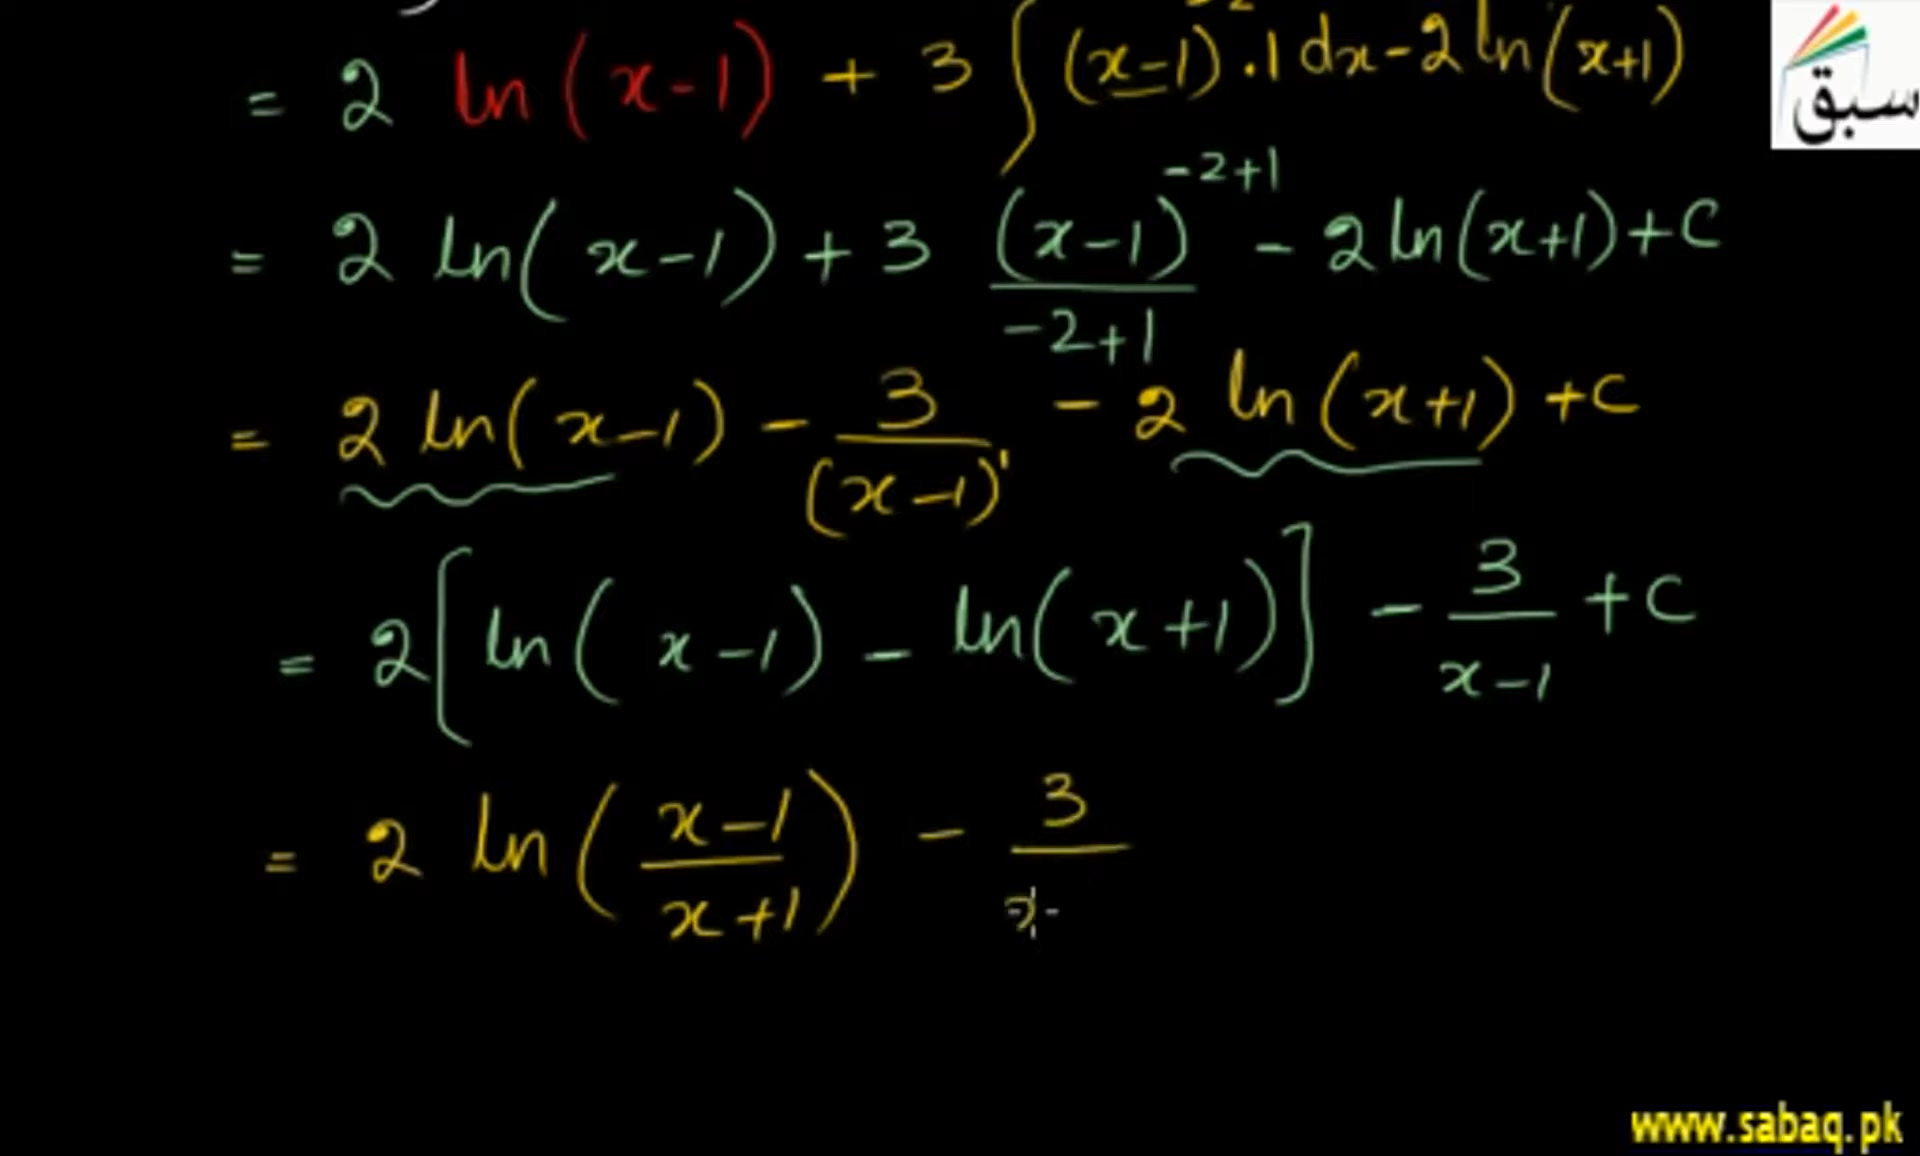 = 2 ln(x-1) + 3 ∫(x-1)⁻².1 dx - 2 ln(x+1)
سبق
= 2 ln(x-1) + 3 (x-1)^-2+1 / -2+1 - 2 ln(x+1) + c
= 2 ln(x-1) - 3/(x-1)¹ - 2 ln(x+1) + c
= 2[ln(x-1) - ln(x+1)] - 3/x-1 + c
= 2 ln(x-1/x+1) - 3/x
www.sabaq.pk